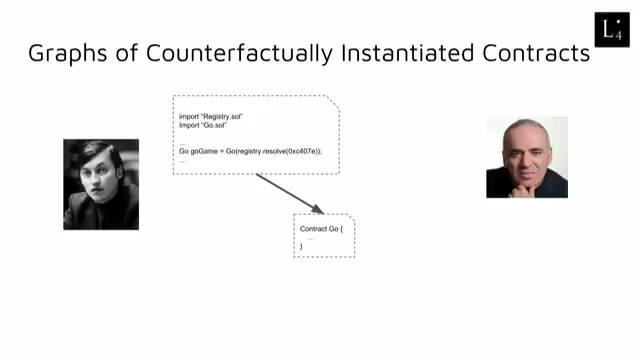 L4
Graphs of Counterfactually Instantiated Contracts
import "Registry.sol"
Import "Go.sol"
...
Go goGame = Go(registry.resolve(0xc407e));
...
Contract Go {
...
}